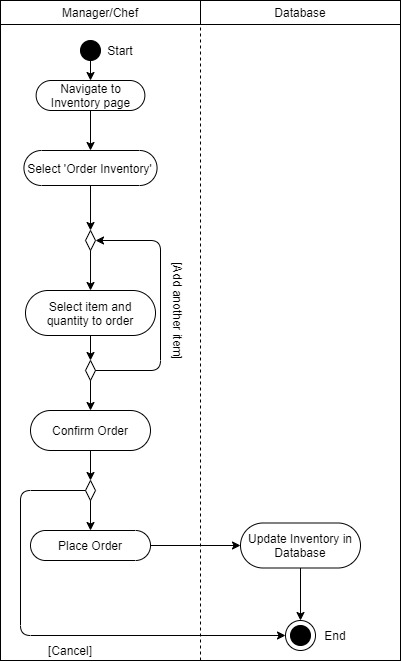 Manager/Chef
Database
Start
Navigate to
Inventory page
Select 'Order Inventory'
[Add another item]
Select item and
quantity to order
Confirm Order
Place Order
Update Inventory in
Database
End
[Cancel]